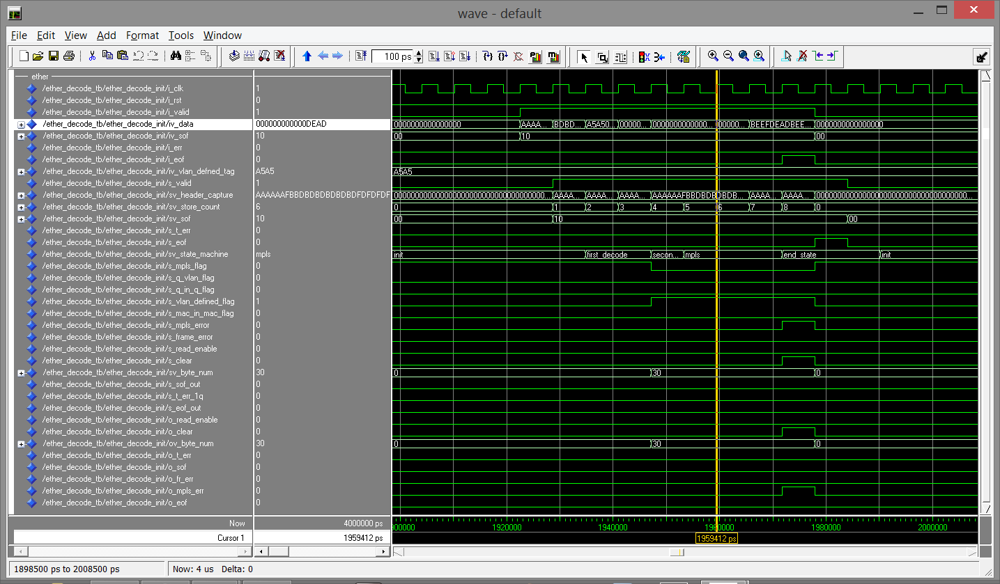 wave - default
File Edit View Add Format Tools Window
100 ps
ether
/ether_decode_tb/ether_decode_init/i_clk 1
/ether_decode_tb/ether_decode_init/i_rst 0
/ether_decode_tb/ether_decode_init/i_valid 1
/ether_decode_tb/ether_decode_init/iv_data 000000000000DEAD 0000000000000000 AAAA... BDBD... A5A50... 00000... 0000000000000... 00000... BEEFDEADBEE... 0000000000000000
/ether_decode_tb/ether_decode_init/iv_sof 10 00 10 00
/ether_decode_tb/ether_decode_init/i_err 0
/ether_decode_tb/ether_decode_init/i_eof 0
/ether_decode_tb/ether_decode_init/iv_vlan_defned_tag A5A5 A5A5
/ether_decode_tb/ether_decode_init/s_valid 1
/ether_decode_tb/ether_decode_init/sv_header_capture AAAA... AAAA... AAAA... AAAA... AAAA...
/ether_decode_tb/ether_decode_init/sv_store_count 6 0 1 2 3 4 5 6 7 8 0
/ether_decode_tb/ether_decode_init/sv_sof 10 00 10 00
/ether_decode_tb/ether_decode_init/s_t_err 0
/ether_decode_tb/ether_decode_init/s_eof 0
/ether_decode_tb/ether_decode_init/sv_state_machine mpls init first_decode secon... mpls end_state init
/ether_decode_tb/ether_decode_init/s_mpls_flag 0
/ether_decode_tb/ether_decode_init/s_q_vlan_flag 0
/ether_decode_tb/ether_decode_init/s_q_in_q_flag 0
/ether_decode_tb/ether_decode_init/s_vlan_defined_flag 1
/ether_decode_tb/ether_decode_init/s_mac_in_mac_flag 0
/ether_decode_tb/ether_decode_init/s_mpls_error 0
/ether_decode_tb/ether_decode_init/s_frame_error 0
/ether_decode_tb/ether_decode_init/s_read_enable 0
/ether_decode_tb/ether_decode_init/s_clear 0
/ether_decode_tb/ether_decode_init/sv_byte_num 30 0 30 0
/ether_decode_tb/ether_decode_init/s_sof_out 0
/ether_decode_tb/ether_decode_init/s_t_err_1q 0
/ether_decode_tb/ether_decode_init/s_eof_out 0
/ether_decode_tb/ether_decode_init/o_read_enable 0
/ether_decode_tb/ether_decode_init/o_clear 0
/ether_decode_tb/ether_decode_init/ov_byte_num 30 0 30 0
/ether_decode_tb/ether_decode_init/o_t_err 0
/ether_decode_tb/ether_decode_init/o_sof 0
/ether_decode_tb/ether_decode_init/o_fr_err 0
/ether_decode_tb/ether_decode_init/o_mpls_err 0
/ether_decode_tb/ether_decode_init/o_eof 0
Now 4000000 ps 1920000 1940000 1960000 1980000 2000000
Cursor 1 1959412 ps 1959412 ps
1898500 ps to 2008500 ps Now: 4 us Delta: 0